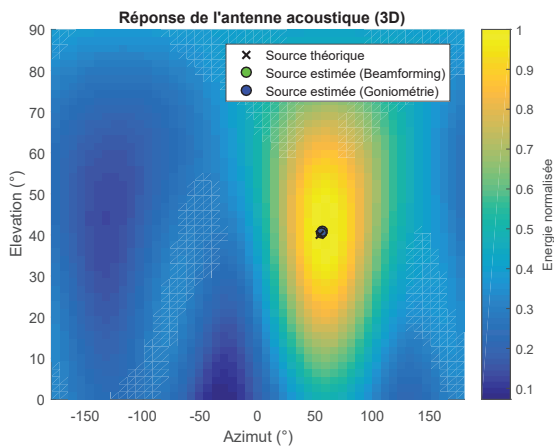 Réponse de l'antenne acoustique (3D)
Source théorique
Source estimée (Beamforming)
Source estimée (Goniométrie)
90
80
70
60
50
40
30
20
10
0
Elevation (°)
-150 -100 -50 0 50 100 150
Azimut (°)
1
0.9
0.8
0.7
0.6
0.5
0.4
0.3
0.2
0.1
Energie normalisée